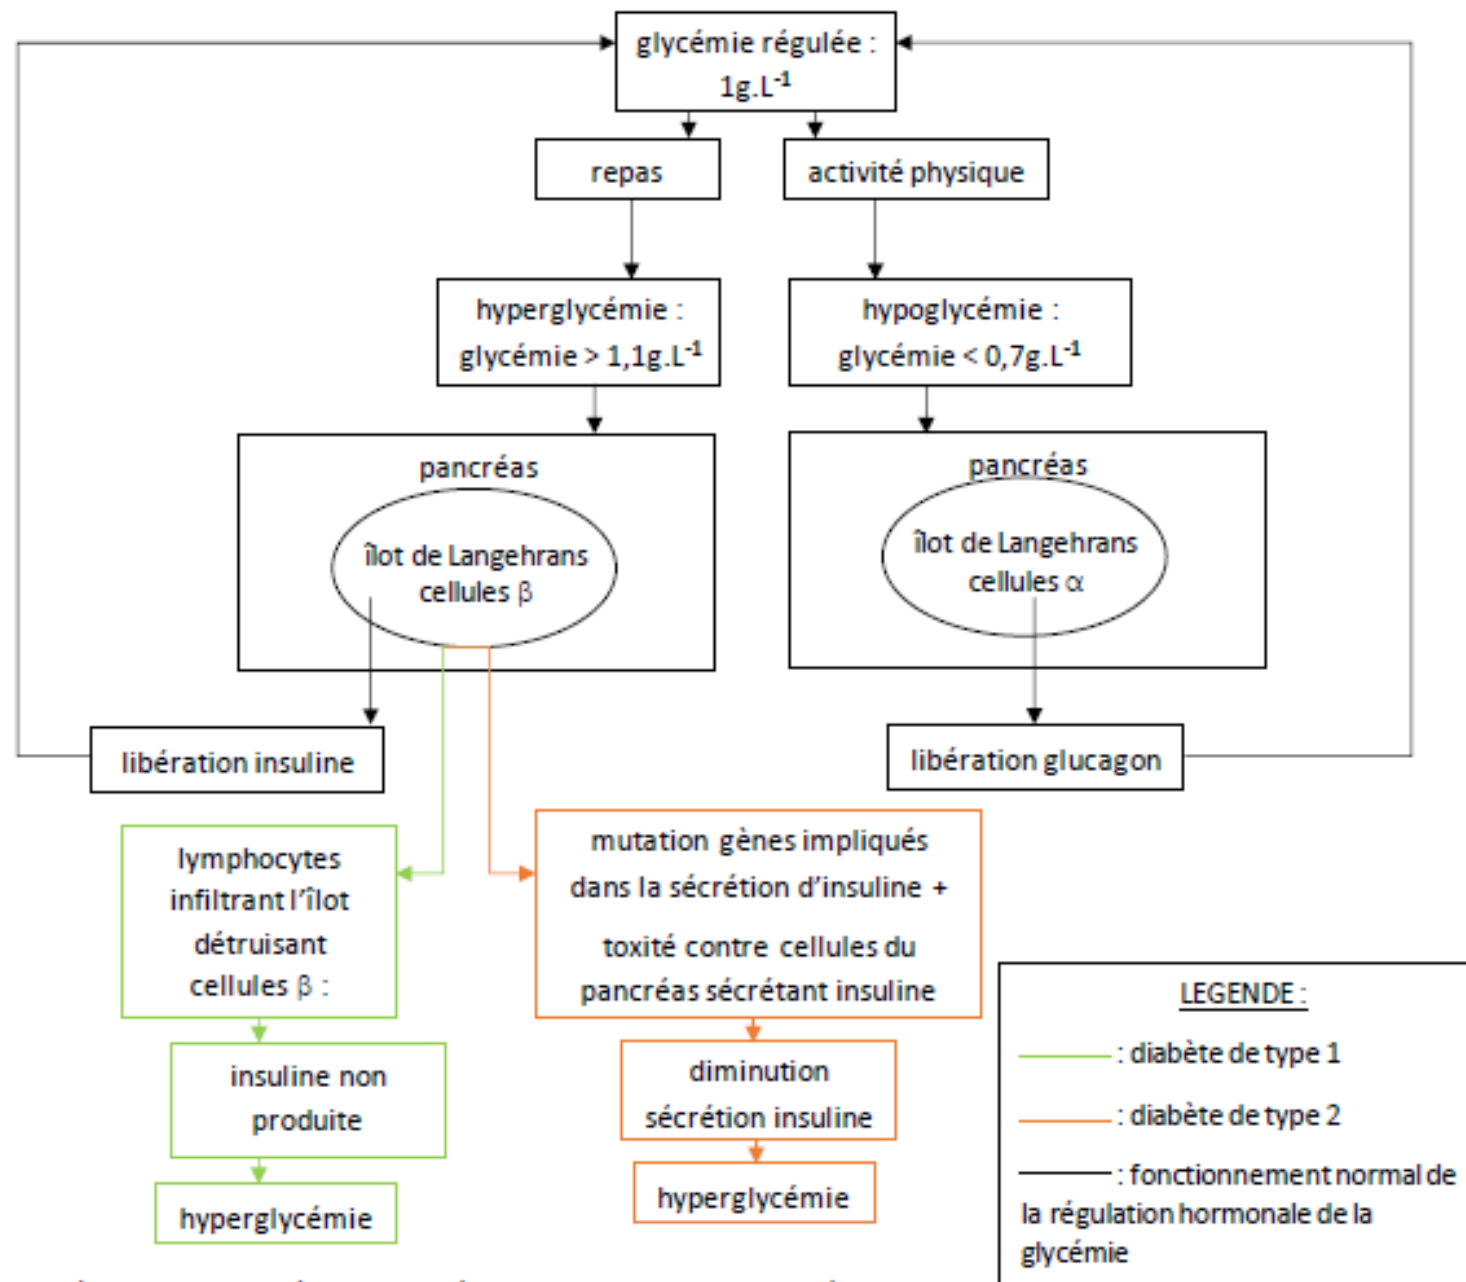 glycémie régulée :
1g.L⁻¹
repas
activité physique
hyperglycémie :
glycémie > 1,1g.L⁻¹
hypoglycémie :
glycémie < 0,7g.L⁻¹
pancréas
îlot de Langehrans
cellules β
pancréas
îlot de Langehrans
cellules α
libération insuline
libération glucagon
lymphocytes
infiltrant l’îlot
détruisant
cellules β :
insuline non
produite
hyperglycémie
mutation gènes impliqués
dans la sécrétion d’insuline +
toxité contre cellules du
pancréas sécrétant insuline
diminution
sécrétion insuline
hyperglycémie
LEGENDE :
: diabète de type 1
: diabète de type 2
: fonctionnement normal de
la régulation hormonale de la
glycémie